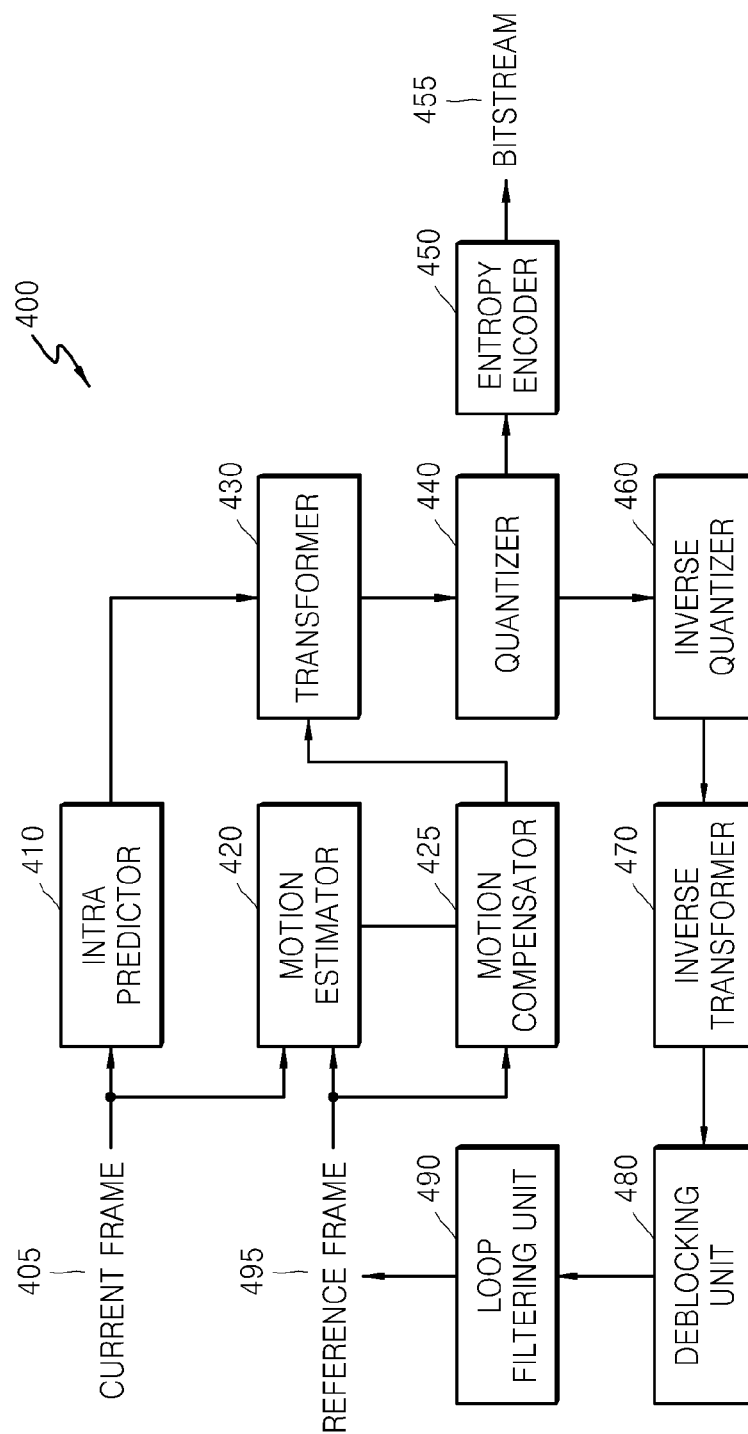 400
405
CURRENT FRAME
410
INTRA
PREDICTOR
495
REFERENCE FRAME
420
MOTION
ESTIMATOR
430
TRANSFORMER
425
MOTION
COMPENSATOR
440
QUANTIZER
450
ENTROPY
ENCODER
455
BITSTREAM
490
LOOP
FILTERING UNIT
480
DEBLOCKING
UNIT
470
INVERSE
TRANSFORMER
460
INVERSE
QUANTIZER